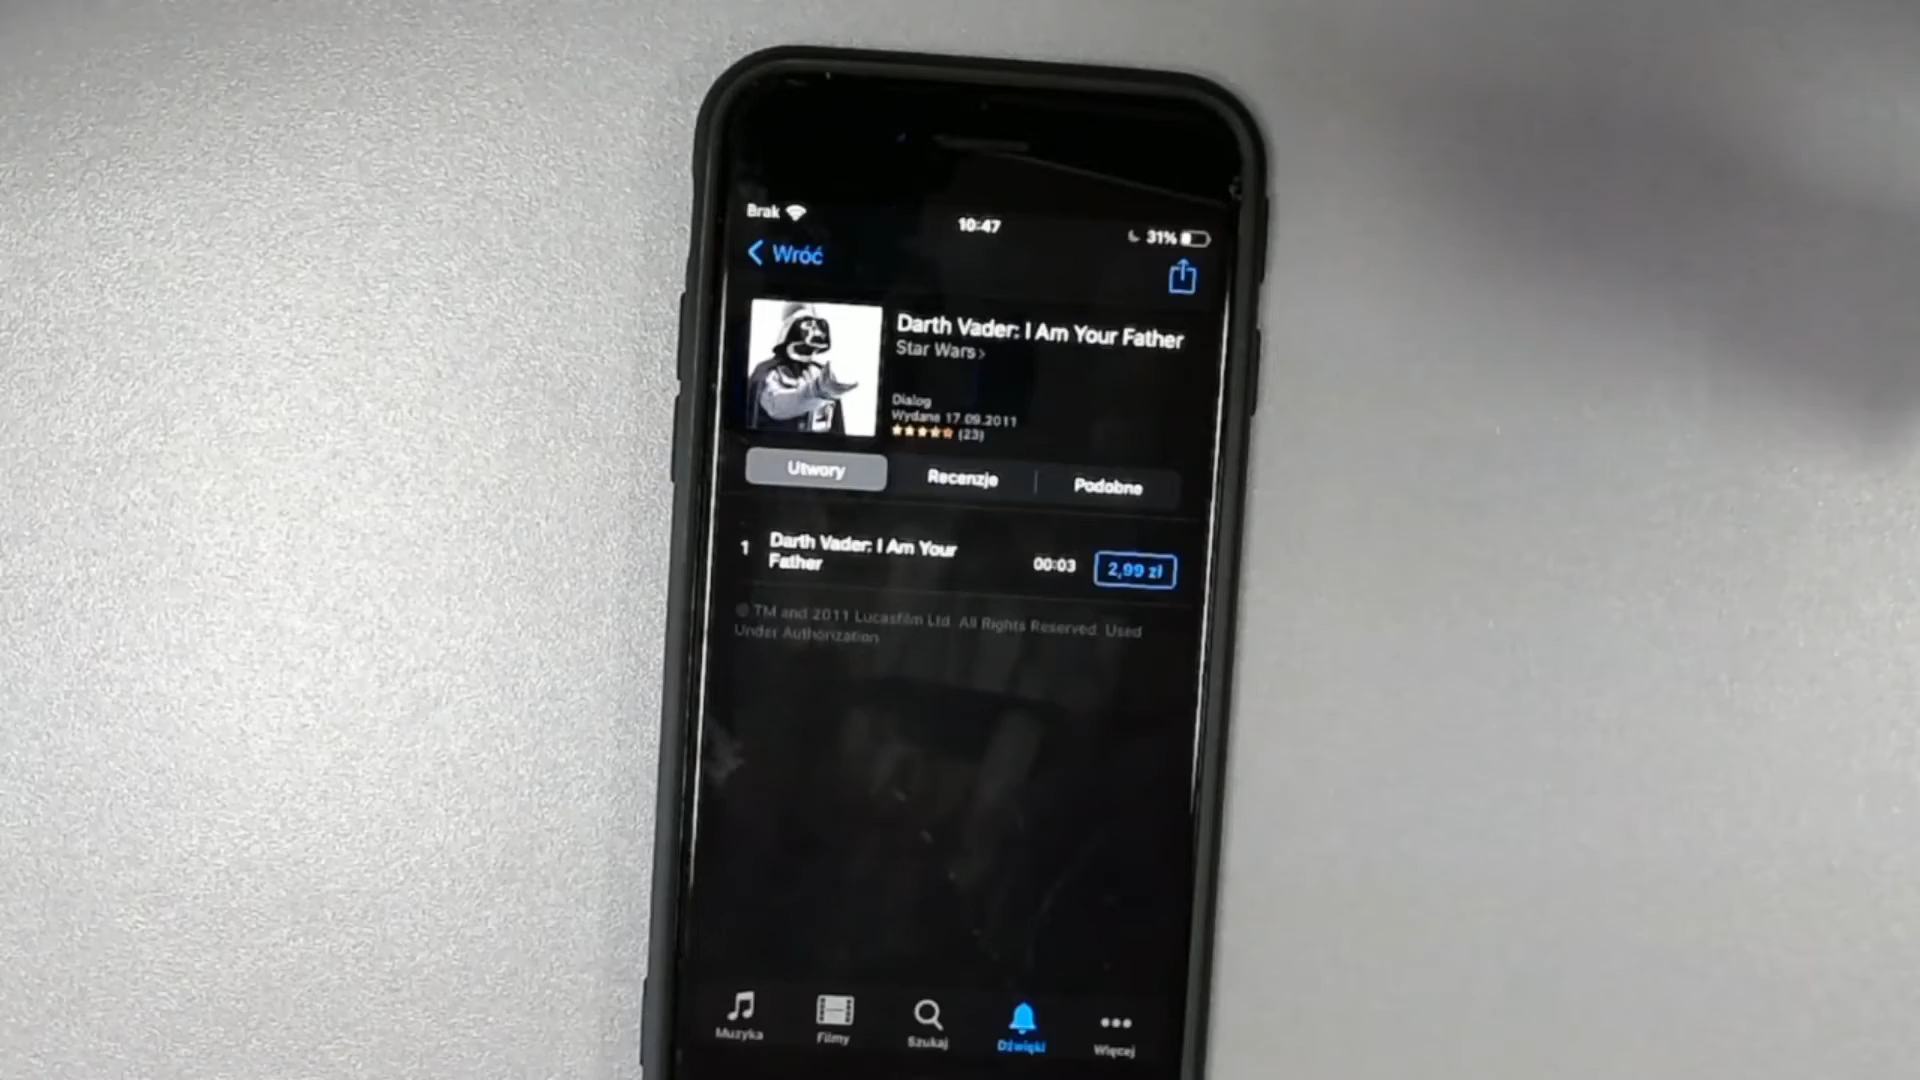 Brak
10:47
31%
Wróć
Darth Vader: I Am Your Father
Star Wars
Dialog
Wydane 17.09.2011
(23)
Utwory
Recenzje
Podobne
1
Darth Vader: I Am Your
Father
00:03
2,99 zł
© TM and 2011 Lucasfilm Ltd. All Rights Reserved. Used
Under Authorization
Muzyka
Filmy
Szukaj
Dźwięki
Więcej